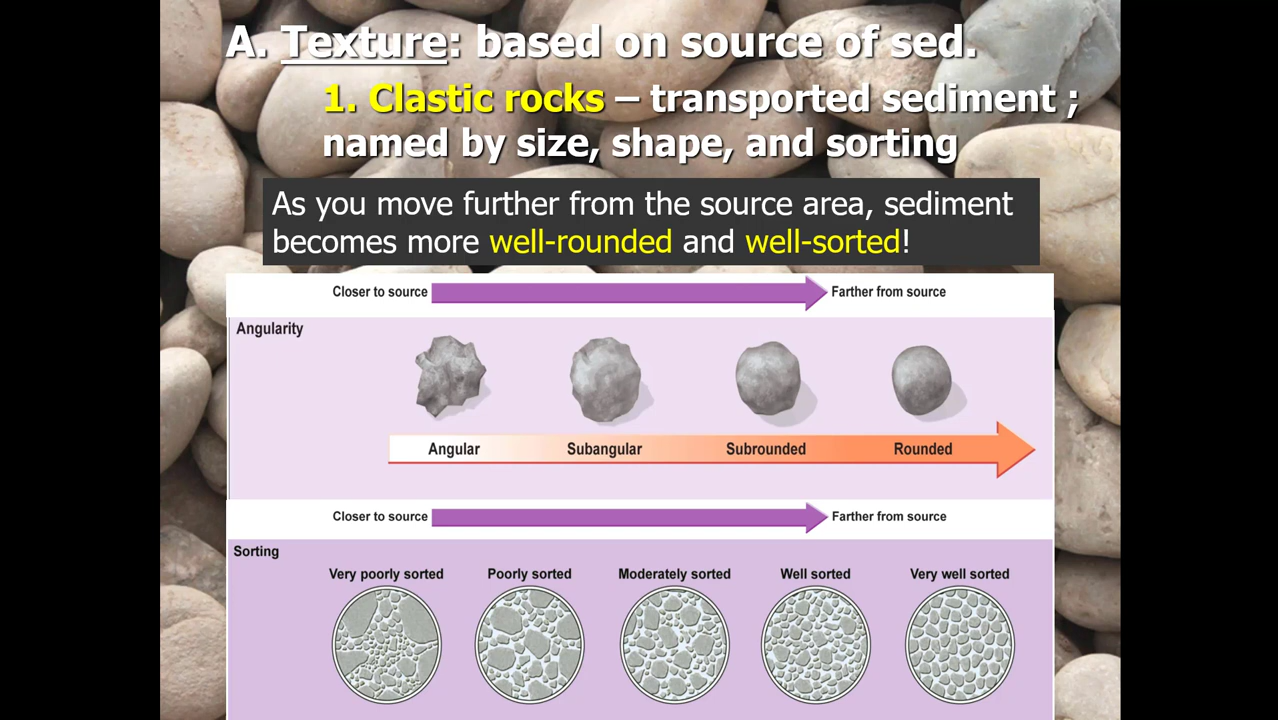 A. Texture: based on source of sed.
1. Clastic rocks – transported sediment ;
named by size, shape, and sorting
As you move further from the source area, sediment
becomes more well-rounded and well-sorted!
Closer to source Farther from source
Angularity
Angular Subangular Subrounded Rounded
Closer to source Farther from source
Sorting
Very poorly sorted Poorly sorted Moderately sorted Well sorted Very well sorted